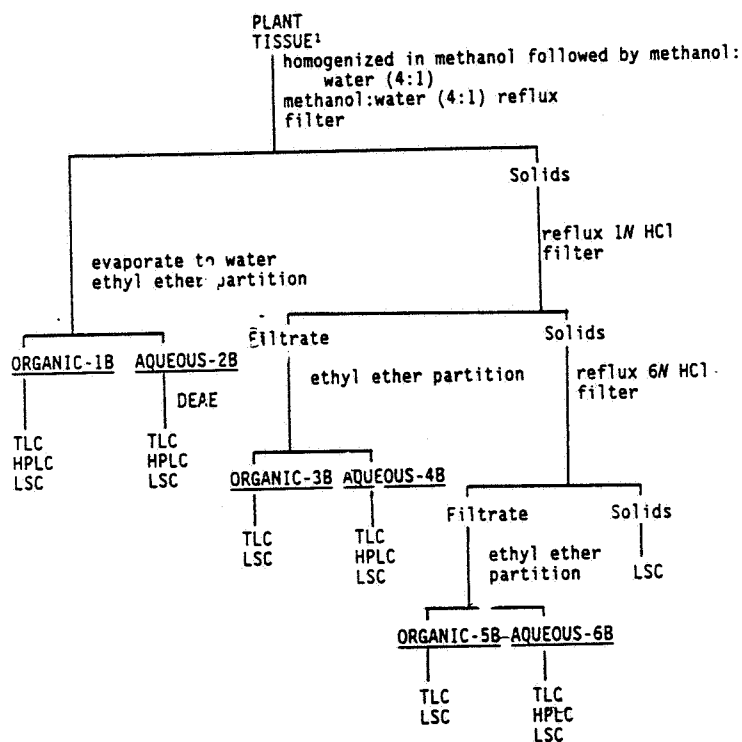 PLANT
TISSUE¹
homogenized in methanol followed by methanol:
water (4:1)
methanol:water (4:1) reflux
filter
Solids
reflux 1N HCl
filter
evaporate to water
ethyl ether partition
Filtrate
Solids
ORGANIC-1B
AQUEOUS-2B
ethyl ether partition
reflux 6N HCl
filter
DEAE
TLC
HPLC
LSC
TLC
HPLC
LSC
ORGANIC-3B
AQUEOUS-4B
Filtrate
Solids
TLC
LSC
TLC
HPLC
LSC
ethyl ether
partition
LSC
ORGANIC-5B
AQUEOUS-6B
TLC
LSC
TLC
HPLC
LSC